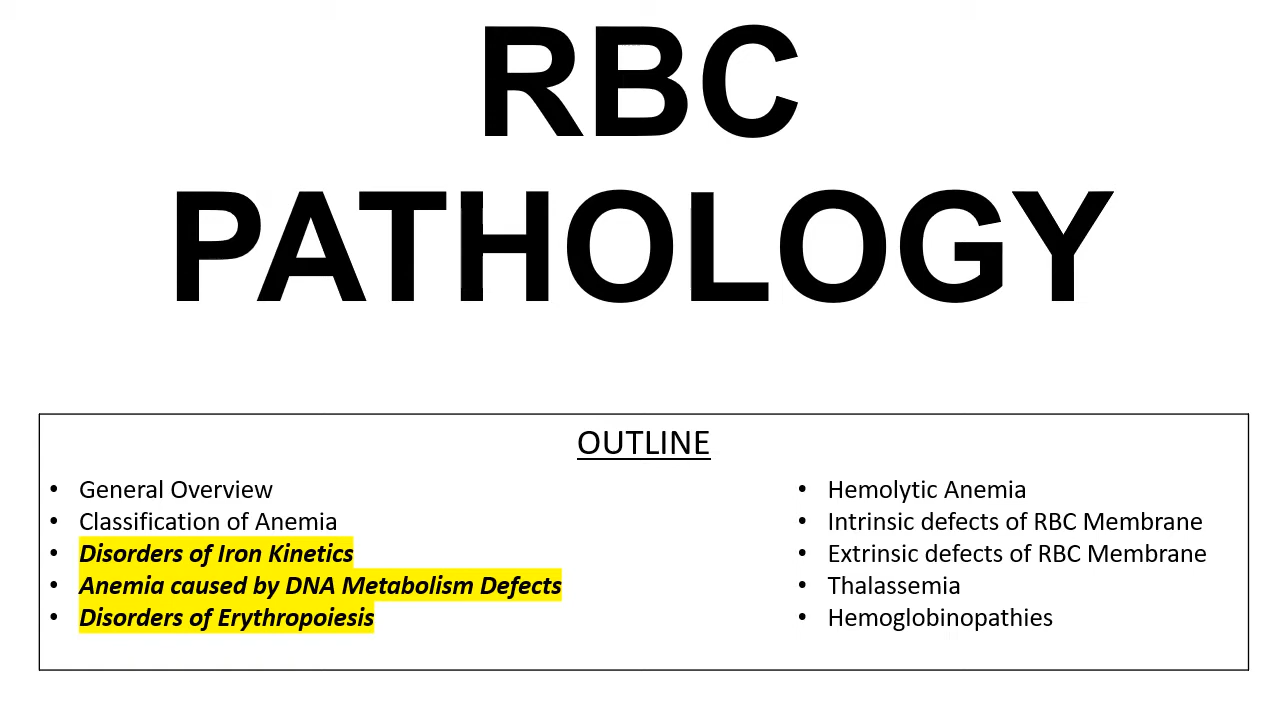 RBC
PATHOLOGY
OUTLINE
• General Overview
• Classification of Anemia
• Disorders of Iron Kinetics
• Anemia caused by DNA Metabolism Defects
• Disorders of Erythropoiesis
• Hemolytic Anemia
• Intrinsic defects of RBC Membrane
• Extrinsic defects of RBC Membrane
• Thalassemia
• Hemoglobinopathies